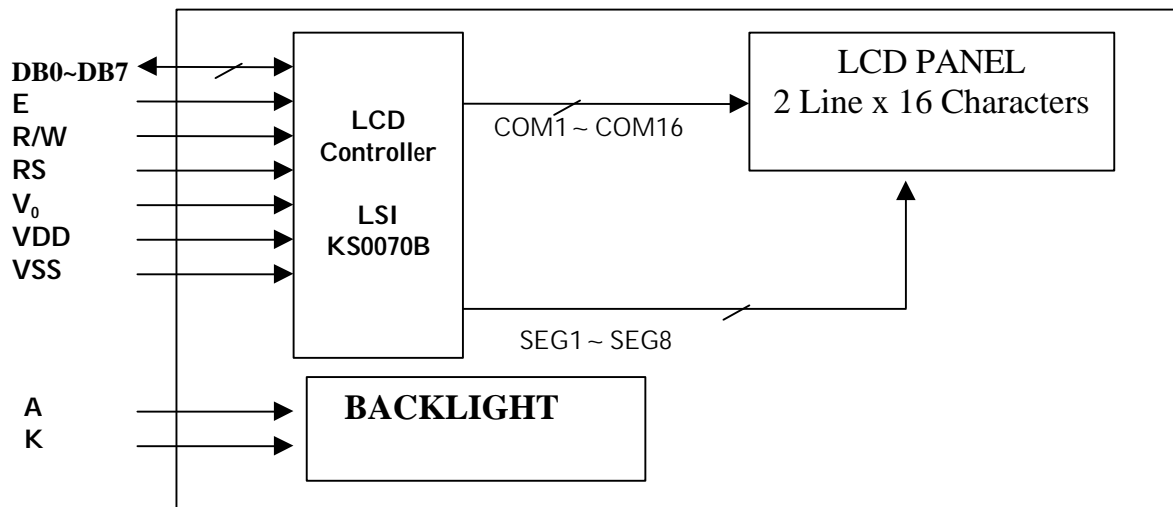 DB0~DB7
E
R/W
RS
V₀
VDD
VSS
LCD
Controller
LSI
KS0070B
COM1 ~ COM16
LCD PANEL
2 Line x 16 Characters
SEG1 ~ SEG8
A
K
BACKLIGHT